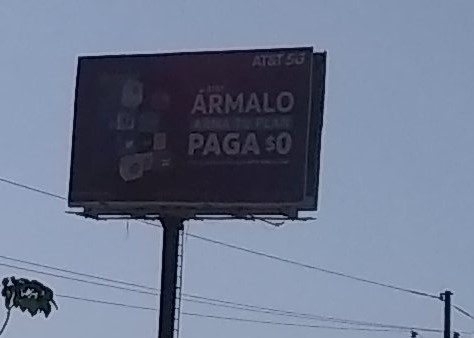 AT&T 5G
ÁRMALO
ARMA TU PLAN
PAGA $0